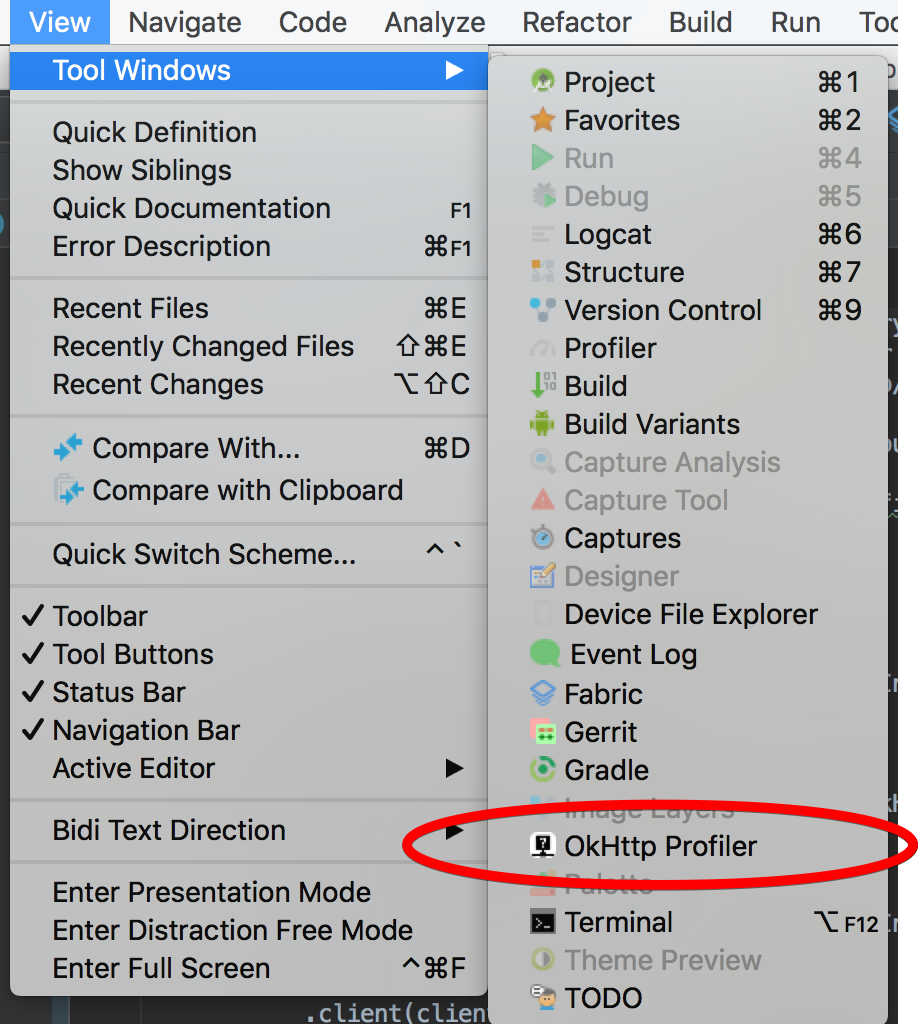 View Navigate Code Analyze Refactor Build Run
Tool Windows ▶
Quick Definition
Show Siblings
Quick Documentation F1
Error Description ⌘F1
Recent Files ⌘E
Recently Changed Files ⇧⌘E
Recent Changes ⌥⇧C
Compare With... ⌘D
Compare with Clipboard
Quick Switch Scheme... ^`
✓ Toolbar
✓ Tool Buttons
✓ Status Bar
✓ Navigation Bar
Active Editor ▶
Bidi Text Direction ▶
Enter Presentation Mode
Enter Distraction Free Mode
Enter Full Screen ^⌘F
Project ⌘1
Favorites ⌘2
Run ⌘4
Debug ⌘5
Logcat ⌘6
Structure ⌘7
Version Control ⌘9
Profiler
Build
Build Variants
Capture Analysis
Capture Tool
Captures
Designer
Device File Explorer
Event Log
Fabric
Gerrit
Gradle
Image Layers
OkHttp Profiler
Palette
Terminal ⌥F12
Theme Preview
TODO
.client(client